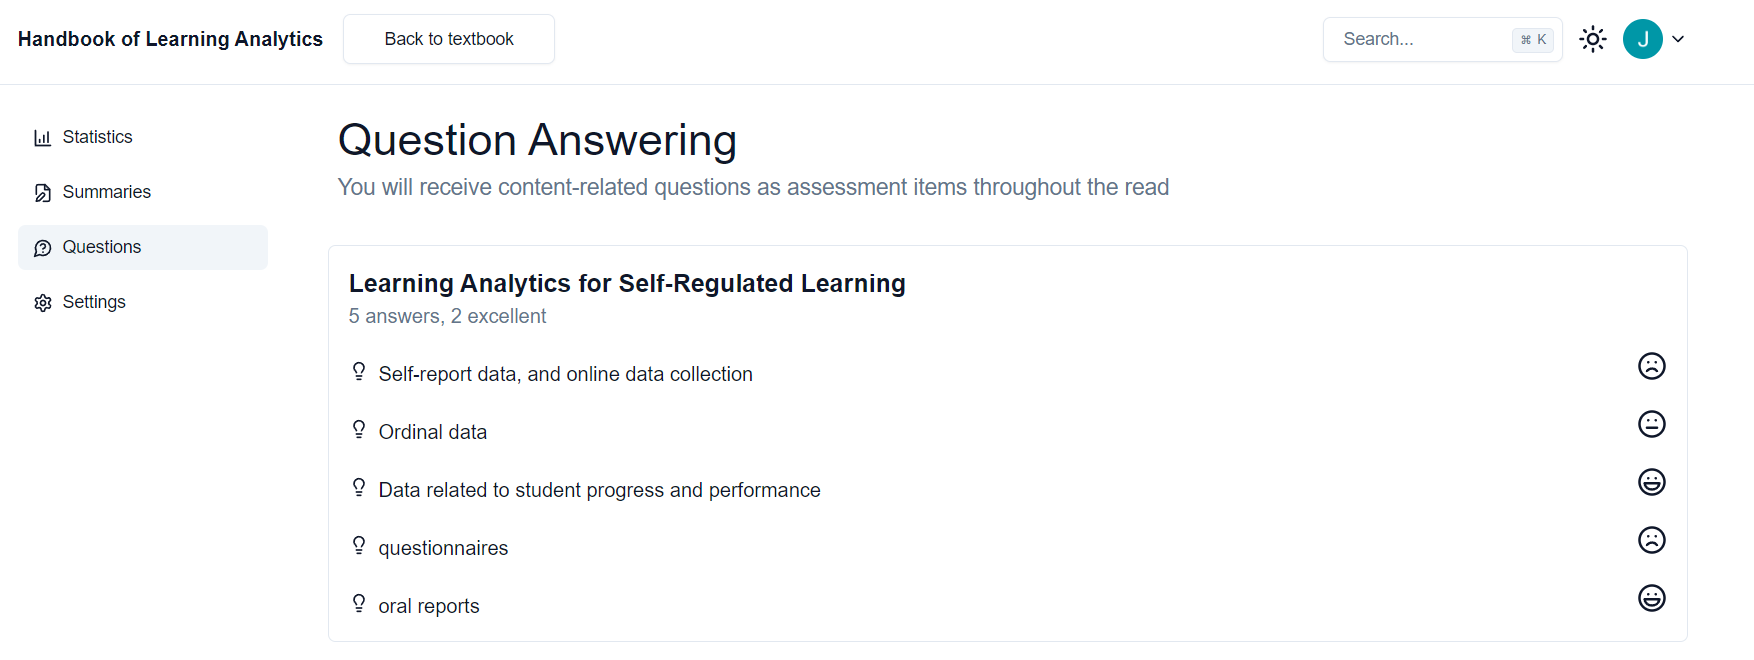 Handbook of Learning Analytics
Back to textbook
Search...
⌘ K
J
Statistics
Summaries
Questions
Settings
Question Answering
You will receive content-related questions as assessment items throughout the read
Learning Analytics for Self-Regulated Learning
5 answers, 2 excellent
Self-report data, and online data collection
Ordinal data
Data related to student progress and performance
questionnaires
oral reports